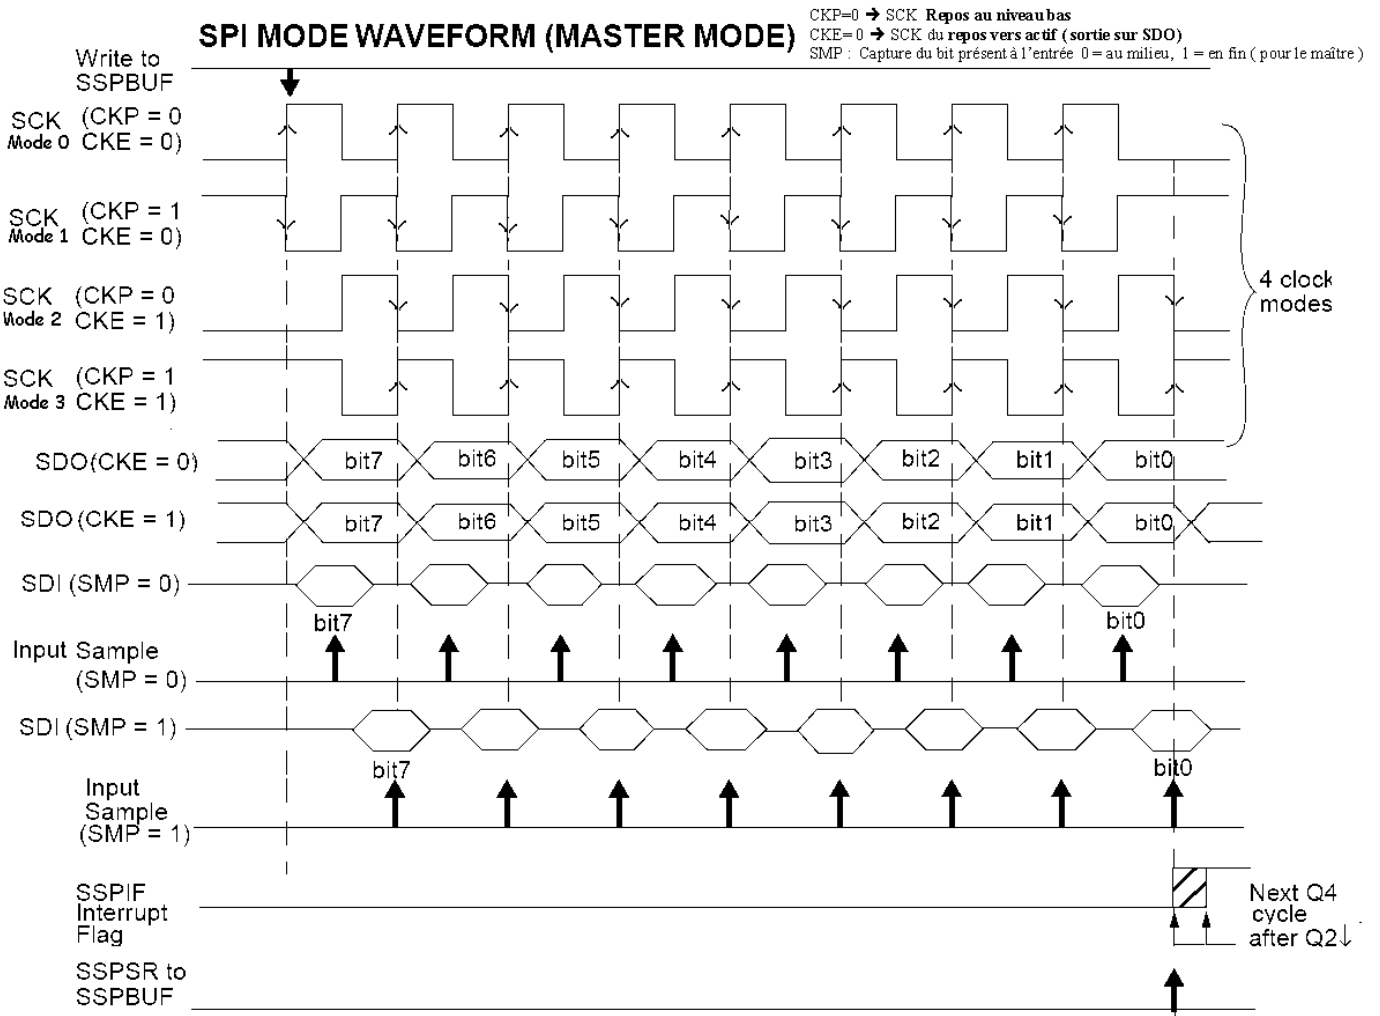 SPI MODE WAVEFORM (MASTER MODE)
CKP=0 → SCK Repos au niveau bas
CKE= 0 → SCK du repos vers actif ( sortie sur SDO)
SMP : Capture du bit présent à l'entrée 0 = au milieu, 1 = en fin ( pour le maître )
Write to
SSPBUF
SCK (CKP = 0
Mode 0 CKE = 0)
SCK (CKP = 1
Mode 1 CKE = 0)
SCK (CKP = 0
Mode 2 CKE = 1)
SCK (CKP = 1
Mode 3 CKE = 1)
4 clock
modes
SDO(CKE = 0) bit7 bit6 bit5 bit4 bit3 bit2 bit1 bit0
SDO (CKE = 1) bit7 bit6 bit5 bit4 bit3 bit2 bit1 bit0
SDI (SMP = 0)
bit7 bit0
Input Sample
(SMP = 0)
SDI (SMP = 1)
bit7 bit0
Input
Sample
(SMP = 1)
SSPIF
Interrupt
Flag
Next Q4
cycle
after Q2↓
SSPSR to
SSPBUF